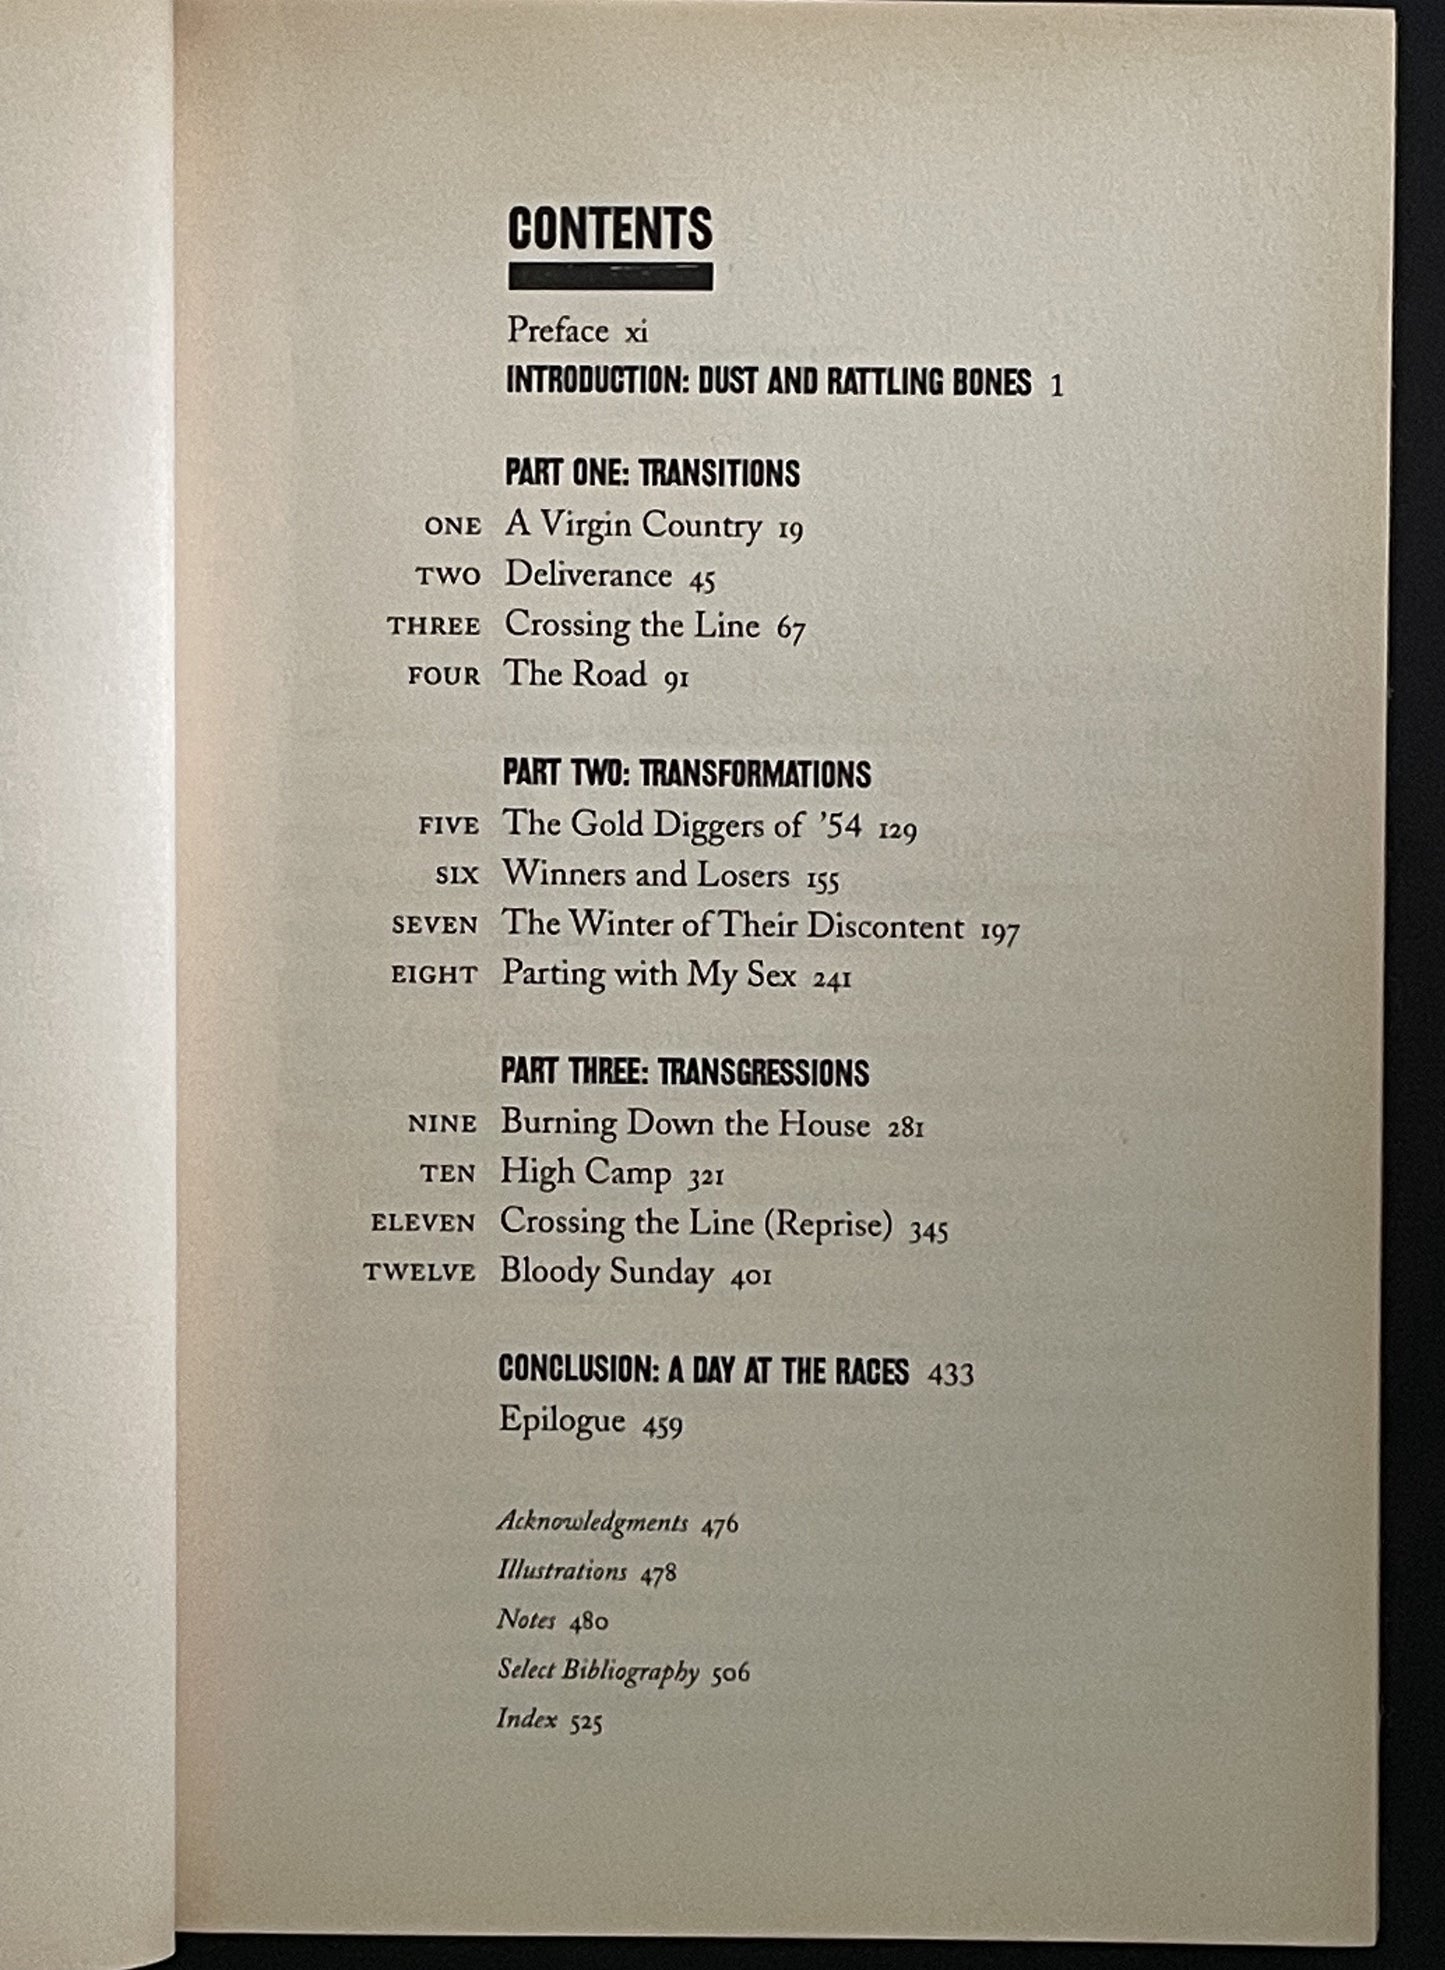 CONTENTS
Preface xi
INTRODUCTION: DUST AND RATTLING BONES 1
PART ONE: TRANSITIONS
ONE A Virgin Country 19
TWO Deliverance 45
THREE Crossing the Line 67
FOUR The Road 91
PART TWO: TRANSFORMATIONS
FIVE The Gold Diggers of ’54 129
SIX Winners and Losers 155
SEVEN The Winter of Their Discontent 197
EIGHT Parting with My Sex 241
PART THREE: TRANSGRESSIONS
NINE Burning Down the House 281
TEN High Camp 321
ELEVEN Crossing the Line (Reprise) 345
TWELVE Bloody Sunday 401
CONCLUSION: A DAY AT THE RACES 433
Epilogue 459
Acknowledgments 476
Illustrations 478
Notes 480
Select Bibliography 506
Index 525